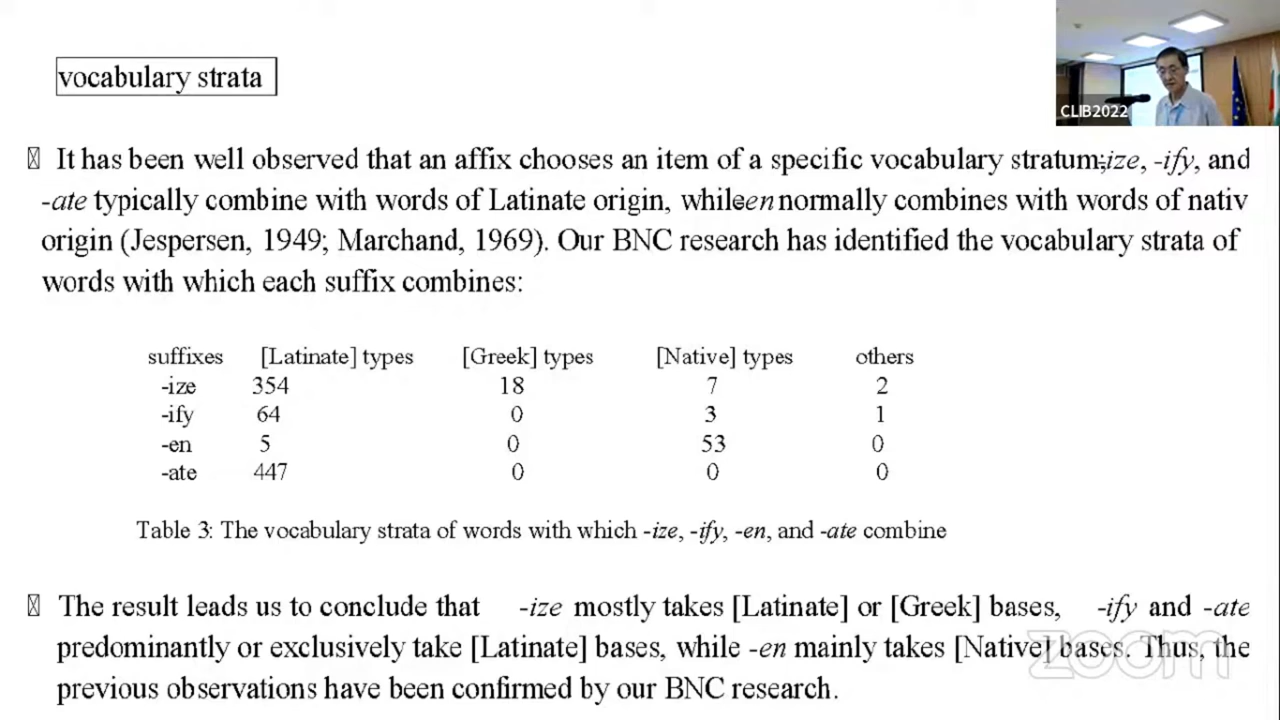 vocabulary strata
CLIB2022
It has been well observed that an affix chooses an item of a specific vocabulary stratum; -ize, -ify, and
-ate typically combine with words of Latinate origin, while -en normally combines with words of nativ
origin (Jespersen, 1949; Marchand, 1969). Our BNC research has identified the vocabulary strata of
words with which each suffix combines:
suffixes [Latinate] types [Greek] types [Native] types others
-ize 354 18 7 2
-ify 64 0 3 1
-en 5 0 53 0
-ate 447 0 0 0
Table 3: The vocabulary strata of words with which -ize, -ify, -en, and -ate combine
The result leads us to conclude that -ize mostly takes [Latinate] or [Greek] bases, -ify and -ate
predominantly or exclusively take [Latinate] bases, while -en mainly takes [Native] bases. Thus, the
previous observations have been confirmed by our BNC research.
zoom